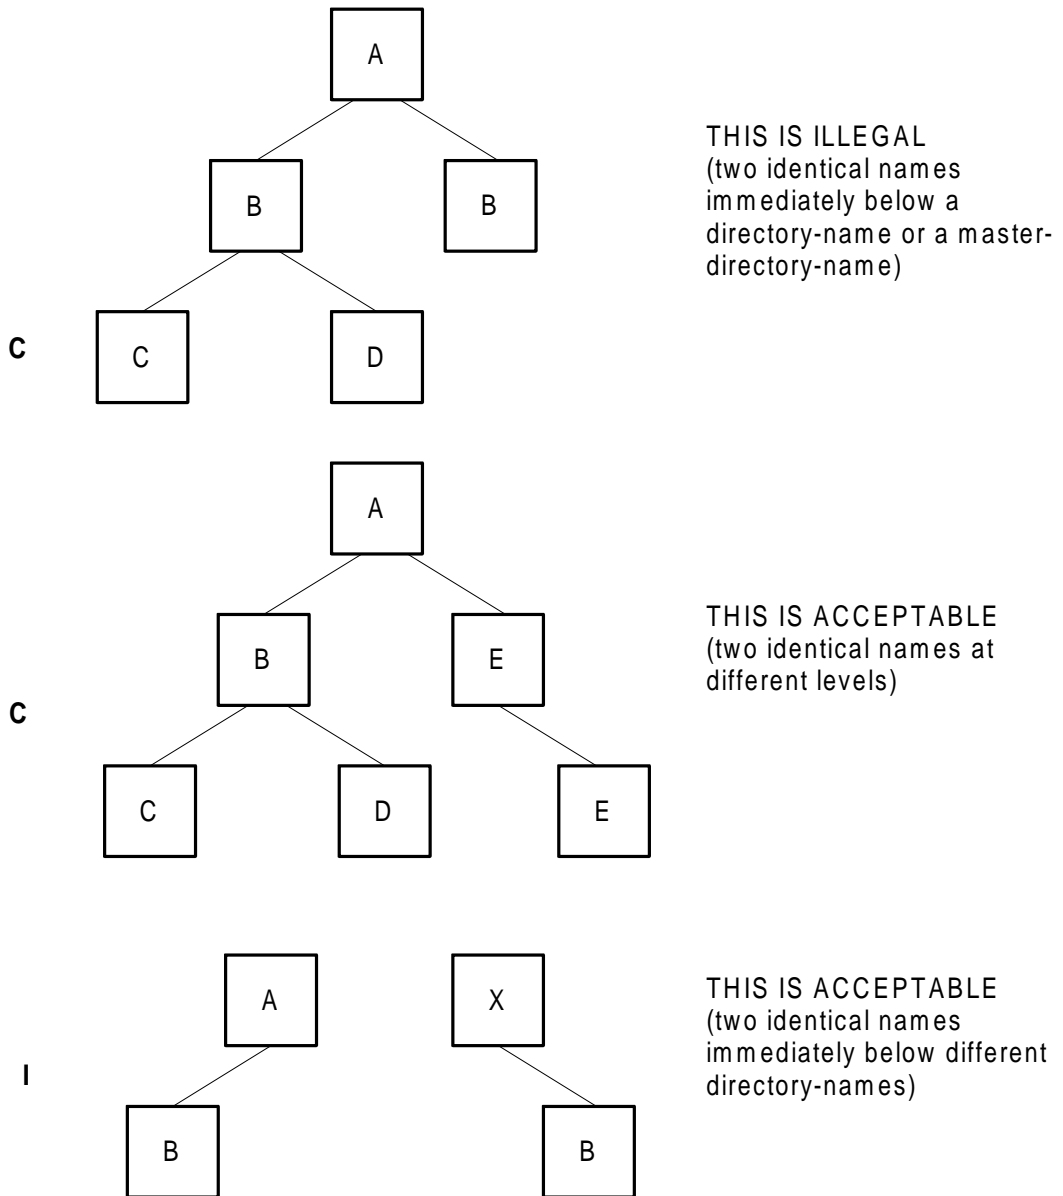 A
THIS IS ILLEGAL
(two identical names
immediately below a
directory-name or a master-
directory-name)
B B
C C D
A
THIS IS ACCEPTABLE
(two identical names at
different levels)
B E
C
C D E
THIS IS ACCEPTABLE
(two identical names
immediately below different
directory-names)
A X
I
B B